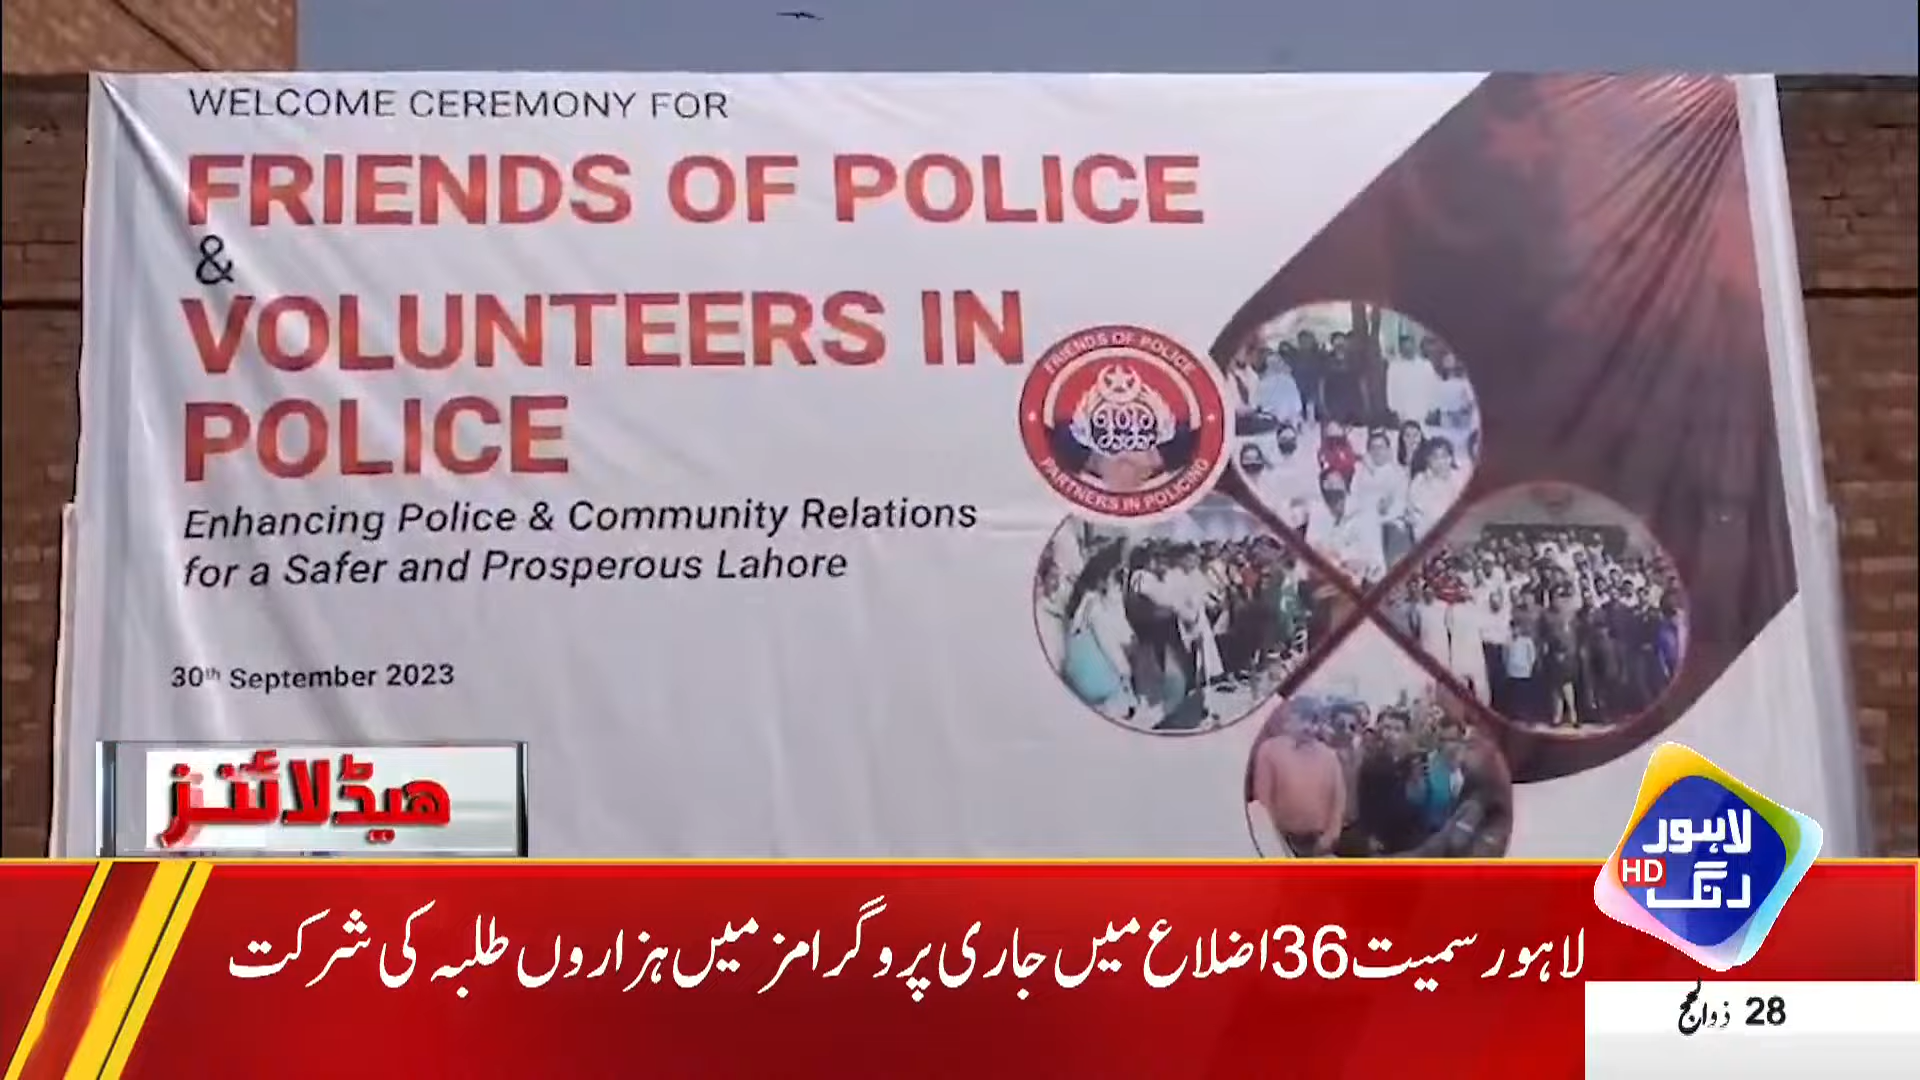 WELCOME CEREMONY FOR
FRIENDS OF POLICE
&
VOLUNTEERS IN
POLICE
Enhancing Police & Community Relations
for a Safer and Prosperous Lahore
30th September 2023
FRIENDS OF POLICE
PARTNERS IN POLICING
ہیڈلائنز
لاہور
رنگ
HD
لاہور سمیت 36 اضلاع میں جاری پروگرامز میں ہزاروں طلبہ کی شرکت
28 ذوالحج